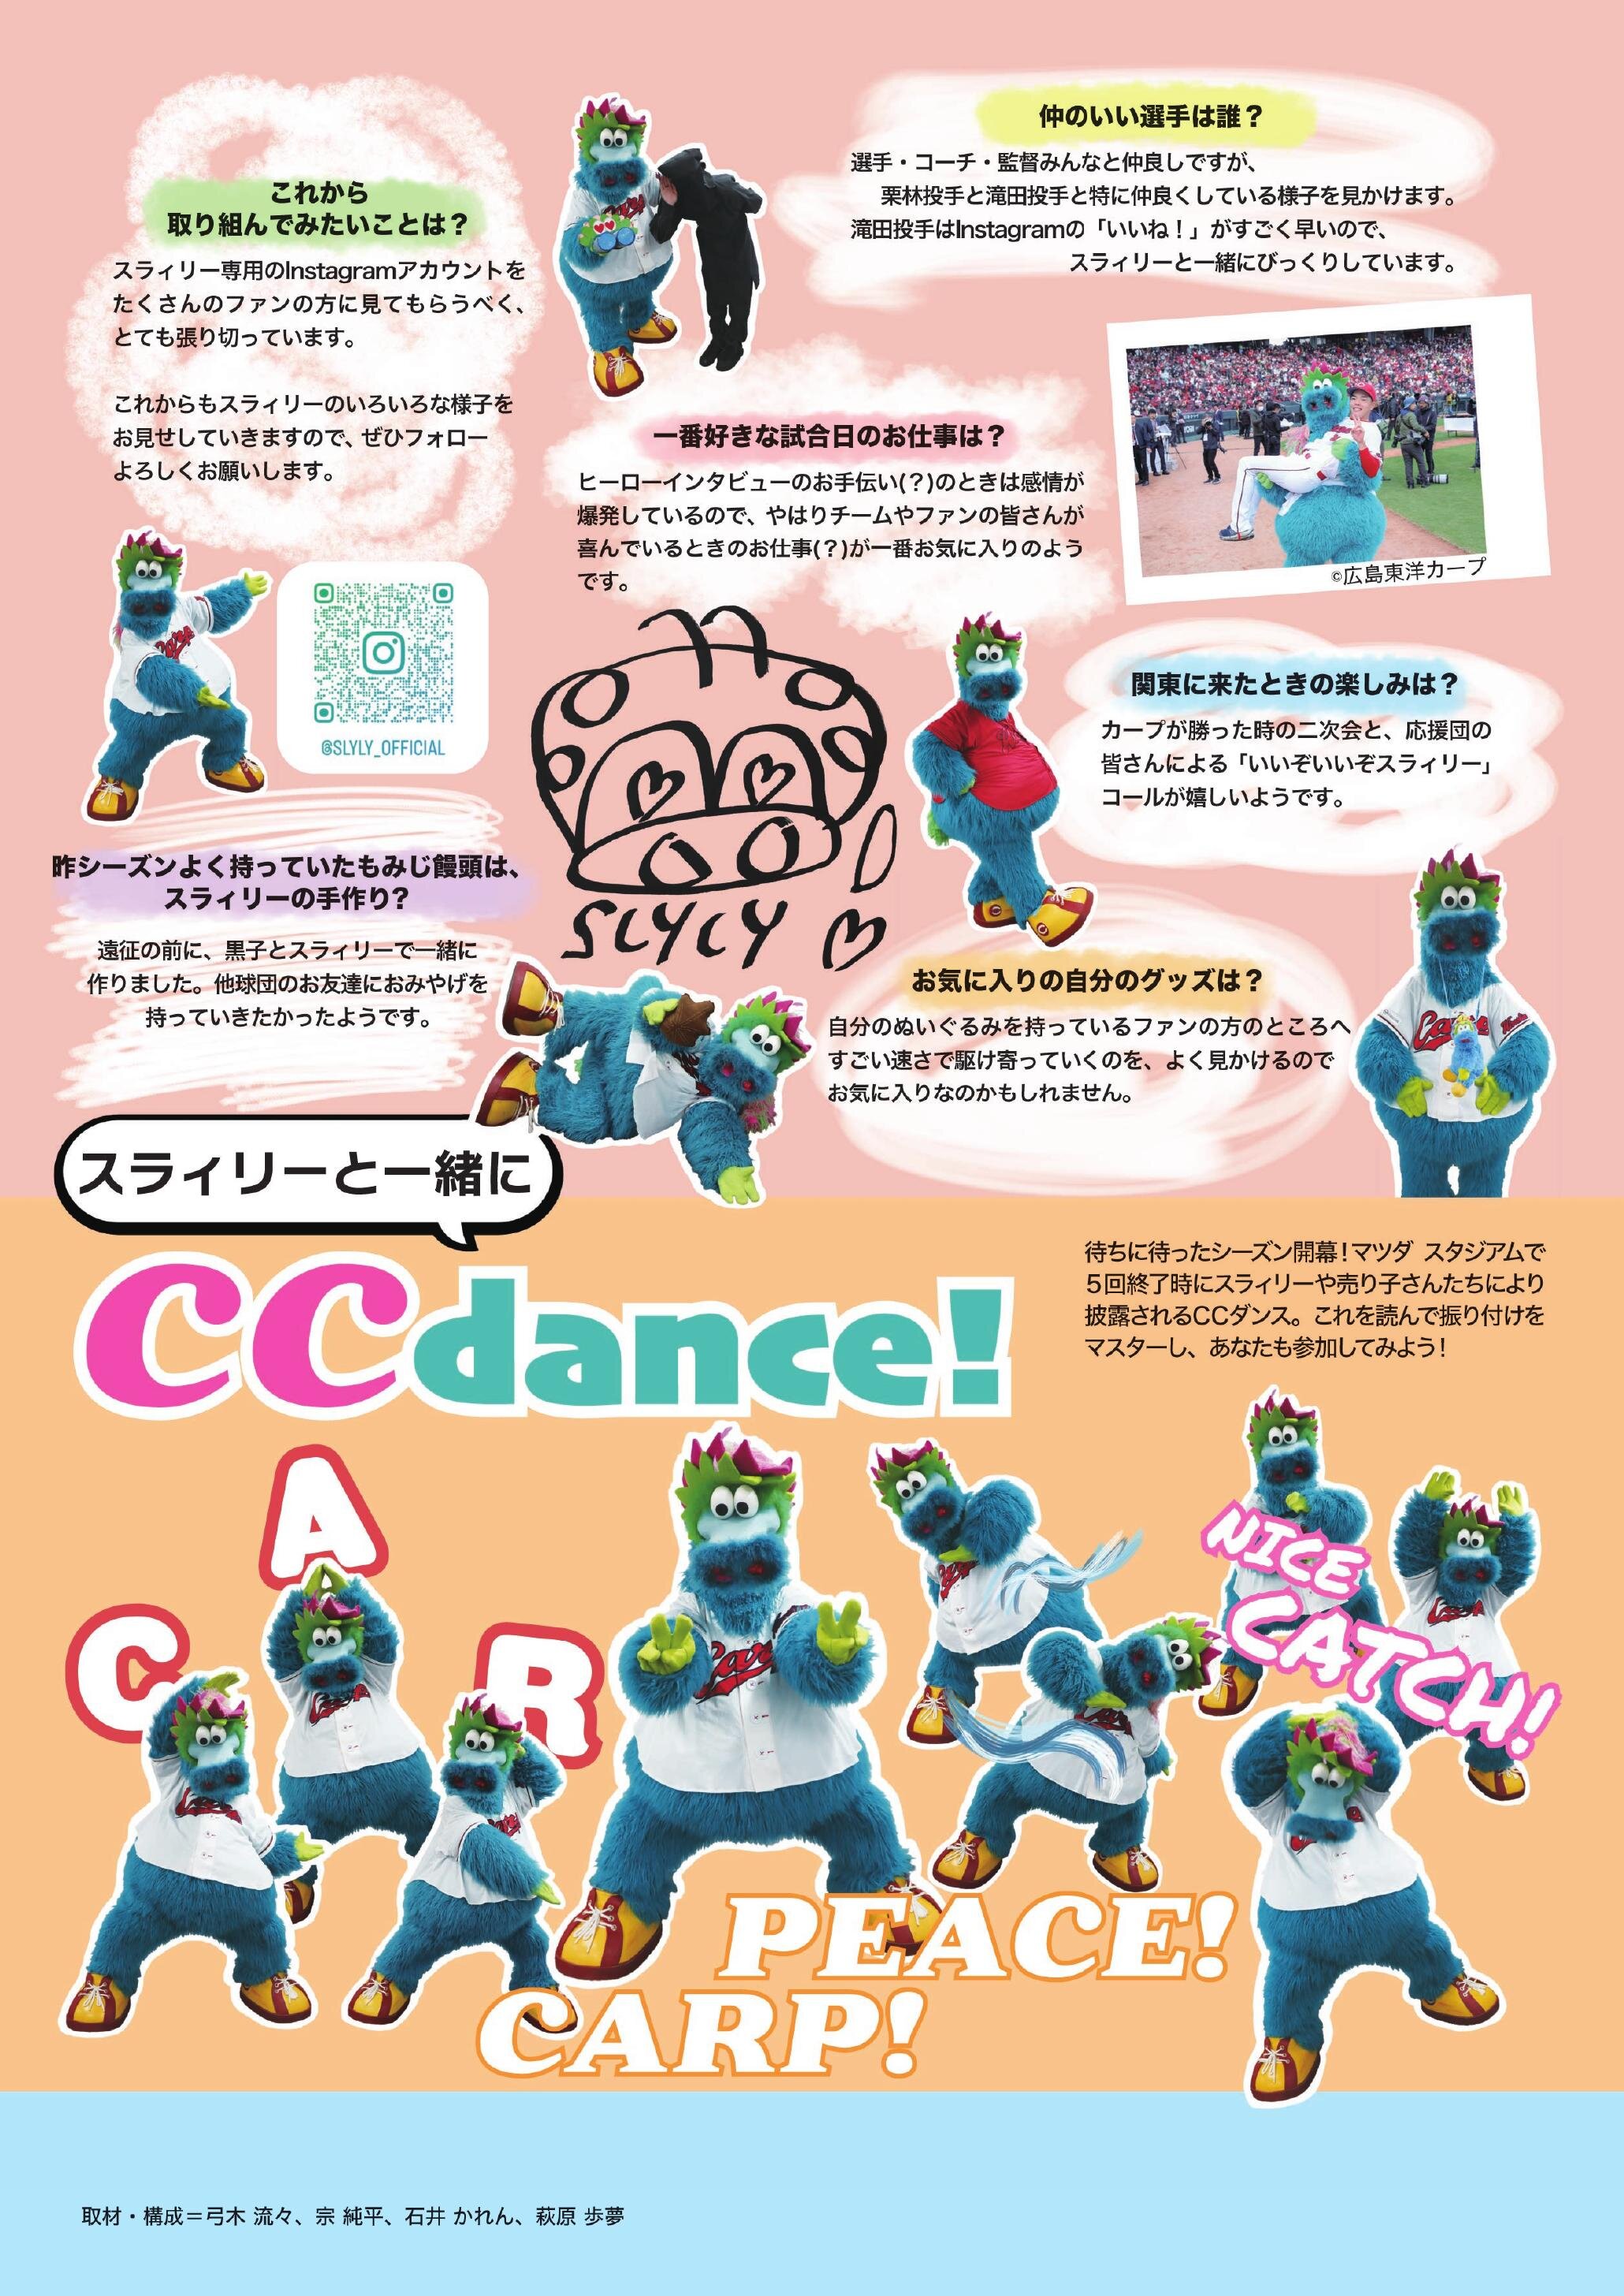 これから
取り組んでみたいことは？
スラィリー専用のInstagramアカウントを
たくさんのファンの方に見てもらうべく、
とても張り切っています。
これからもスラィリーのいろいろな様子を
お見せしていきますので、ぜひフォロー
よろしくお願いします。
@SLYLY_OFFICIAL
仲のいい選手は誰？
選手・コーチ・監督みんなと仲良しですが、
栗林投手と滝田投手と特に仲良くしている様子を見かけます。
滝田投手はInstagramの「いいね！」がすごく早いので、
スラィリーと一緒にびっくりしています。
©広島東洋カープ
一番好きな試合日のお仕事は？
ヒーローインタビューのお手伝い(？)のときは感情が
爆発しているので、やはりチームやファンの皆さんが
喜んでいるときのお仕事(？)が一番お気に入りのよう
です。
SLYLY
関東に来たときの楽しみは？
カープが勝った時の二次会と、応援団の
皆さんによる「いいぞいいぞスラィリー」
コールが嬉しいようです。
昨シーズンよく持っていたもみじ饅頭は、
スラィリーの手作り？
遠征の前に、黒子とスラィリーで一緒に
作りました。他球団のお友達におみやげを
持っていきたかったようです。
お気に入りの自分のグッズは？
自分のぬいぐるみを持っているファンの方のところへ
すごい速さで駆け寄っていくのを、よく見かけるので
お気に入りなのかもしれません。
スラィリーと一緒に
CCdance!
待ちに待ったシーズン開幕！マツダ スタジアムで
５回終了時にスラィリーや売り子さんたちにより
披露されるCCダンス。これを読んで振り付けを
マスターし、あなたも参加してみよう！
C
A
R
NICE
CATCH!
PEACE!
CARP!
取材・構成＝弓木 流々、宗 純平、石井 かれん、萩原 歩夢